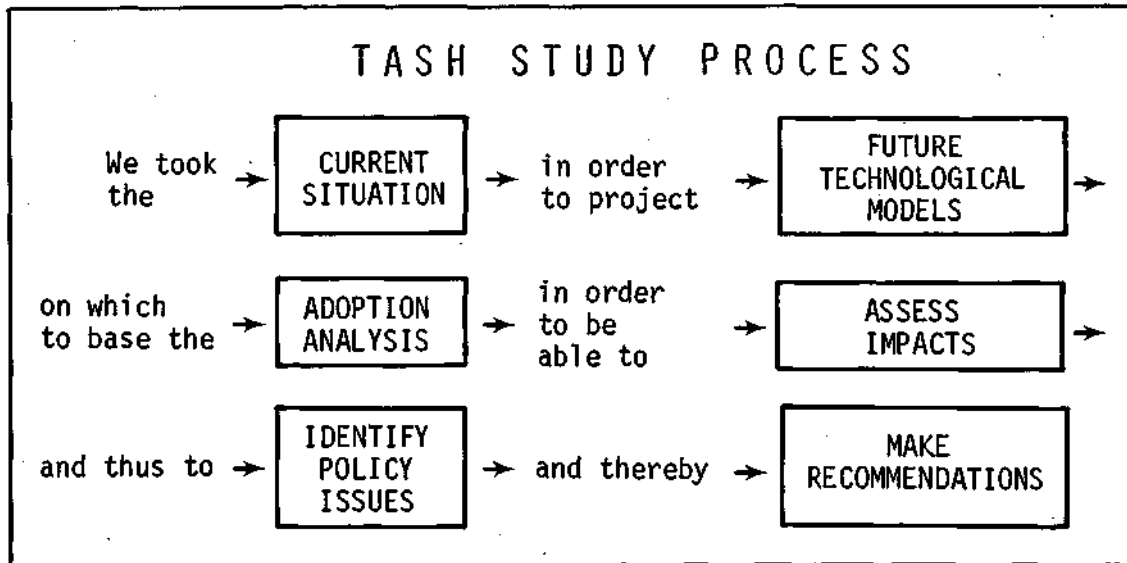 TASH STUDY PROCESS
We took
the
CURRENT
SITUATION
in order
to project
FUTURE
TECHNOLOGICAL
MODELS
on which
to base the
ADOPTION
ANALYSIS
in order
to be
able to
ASSESS
IMPACTS
and thus to
IDENTIFY
POLICY
ISSUES
and thereby
MAKE
RECOMMENDATIONS